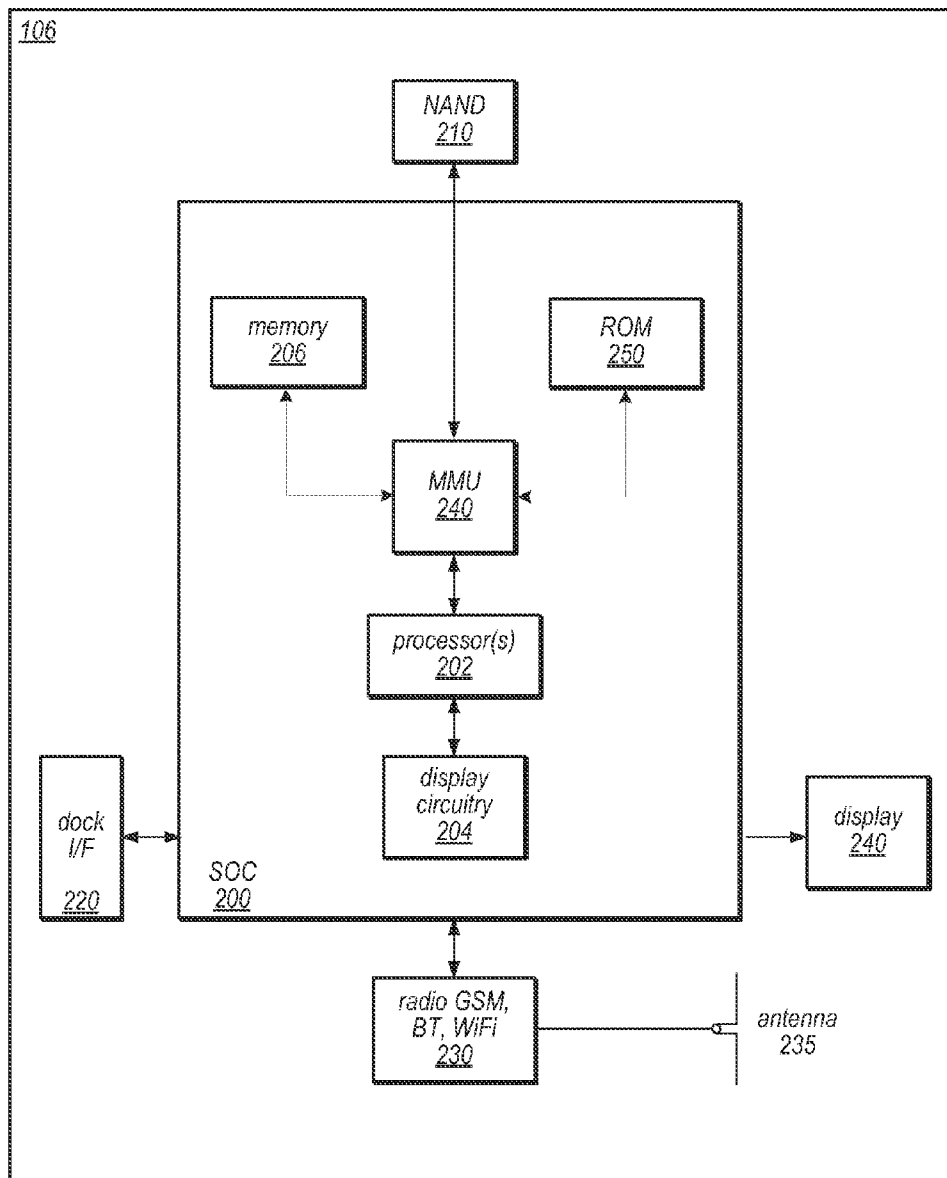 106
NAND
210
memory
206
ROM
250
MMU
240
processor(s)
202
display
circuitry
204
dock
I/F
220
SOC
200
display
240
radio GSM,
BT, WiFi
230
antenna
235